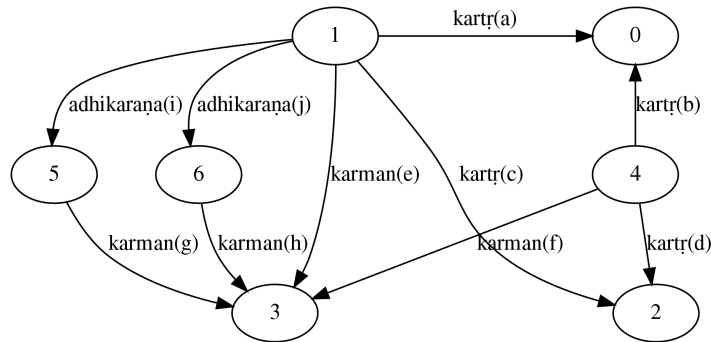 kartṛ(a)
1
0
adhikaraṇa(i)
adhikaraṇa(j)
kartṛ(b)
5
6
karman(e)
kartṛ(c)
4
karman(g)
karman(h)
karman(f)
kartṛ(d)
3
2